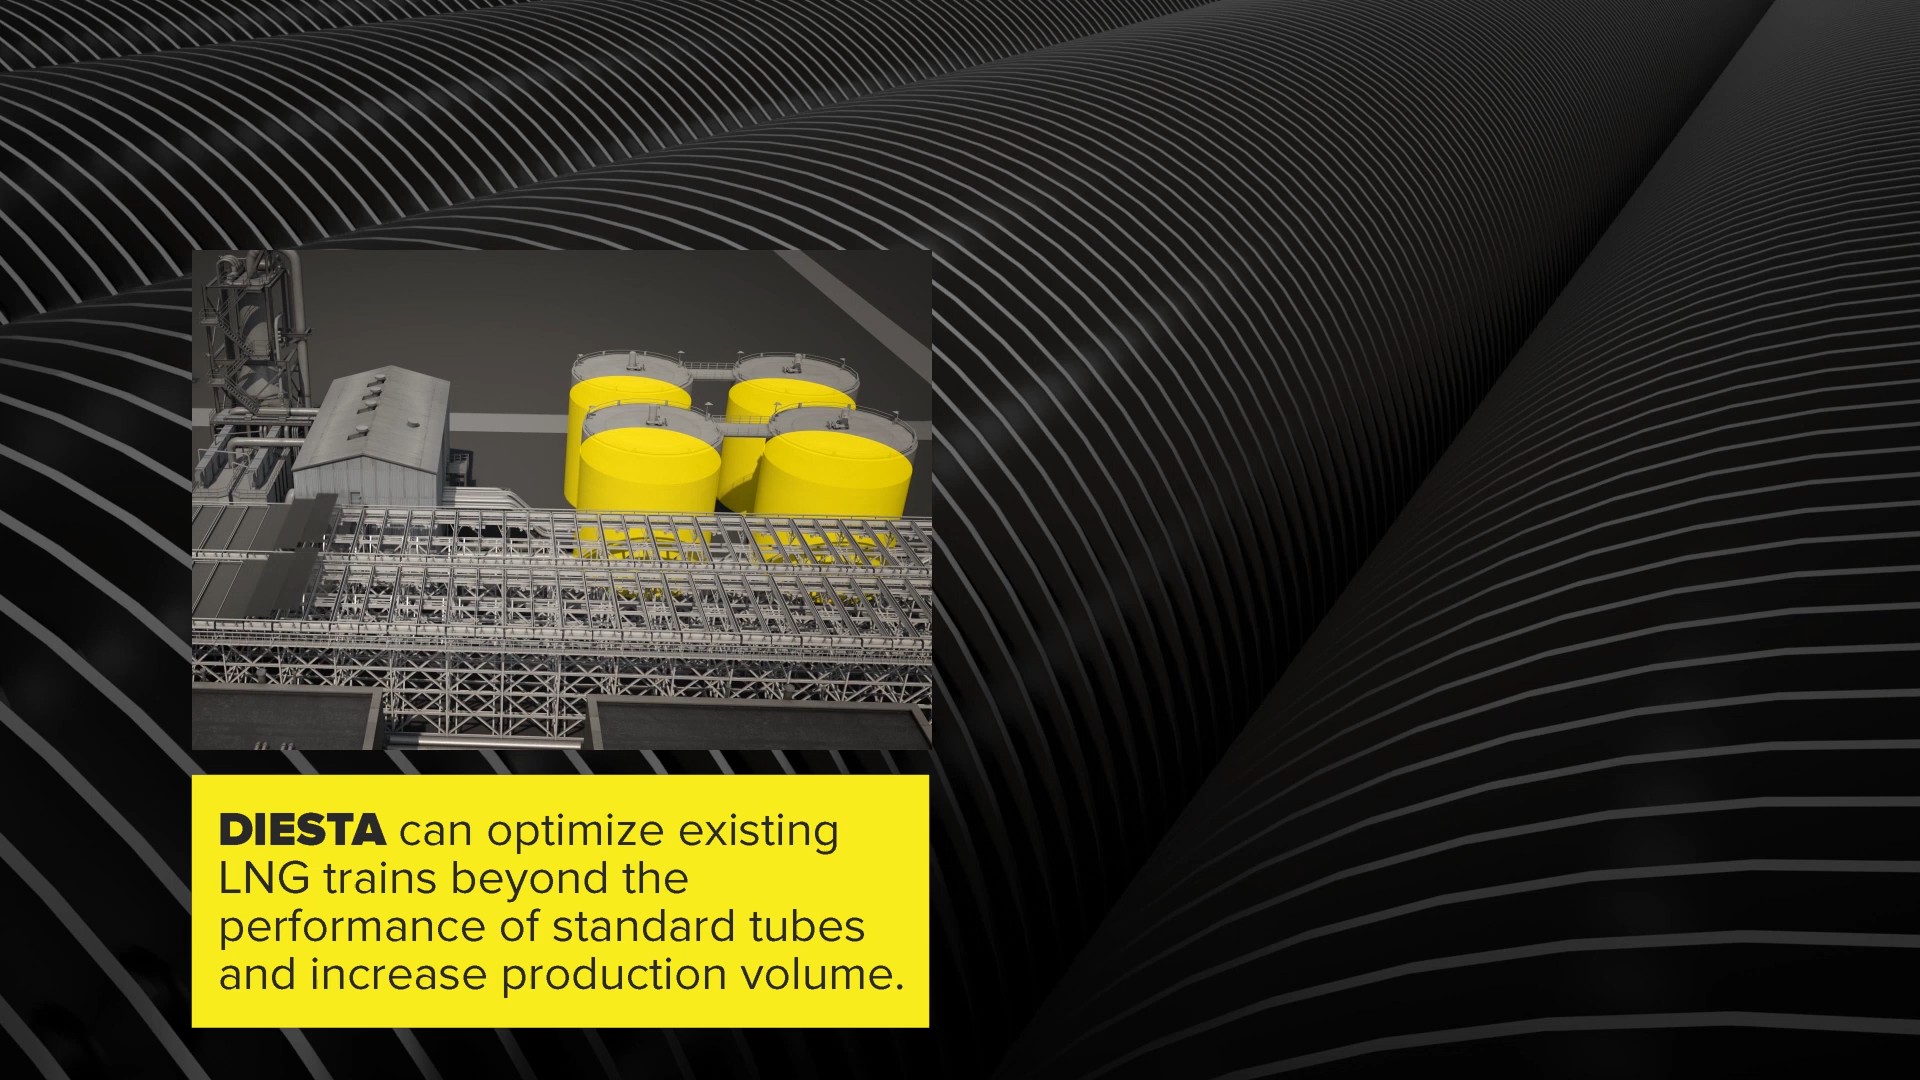 DIESTA can optimize existing
LNG trains beyond the
performance of standard tubes
and increase production volume.